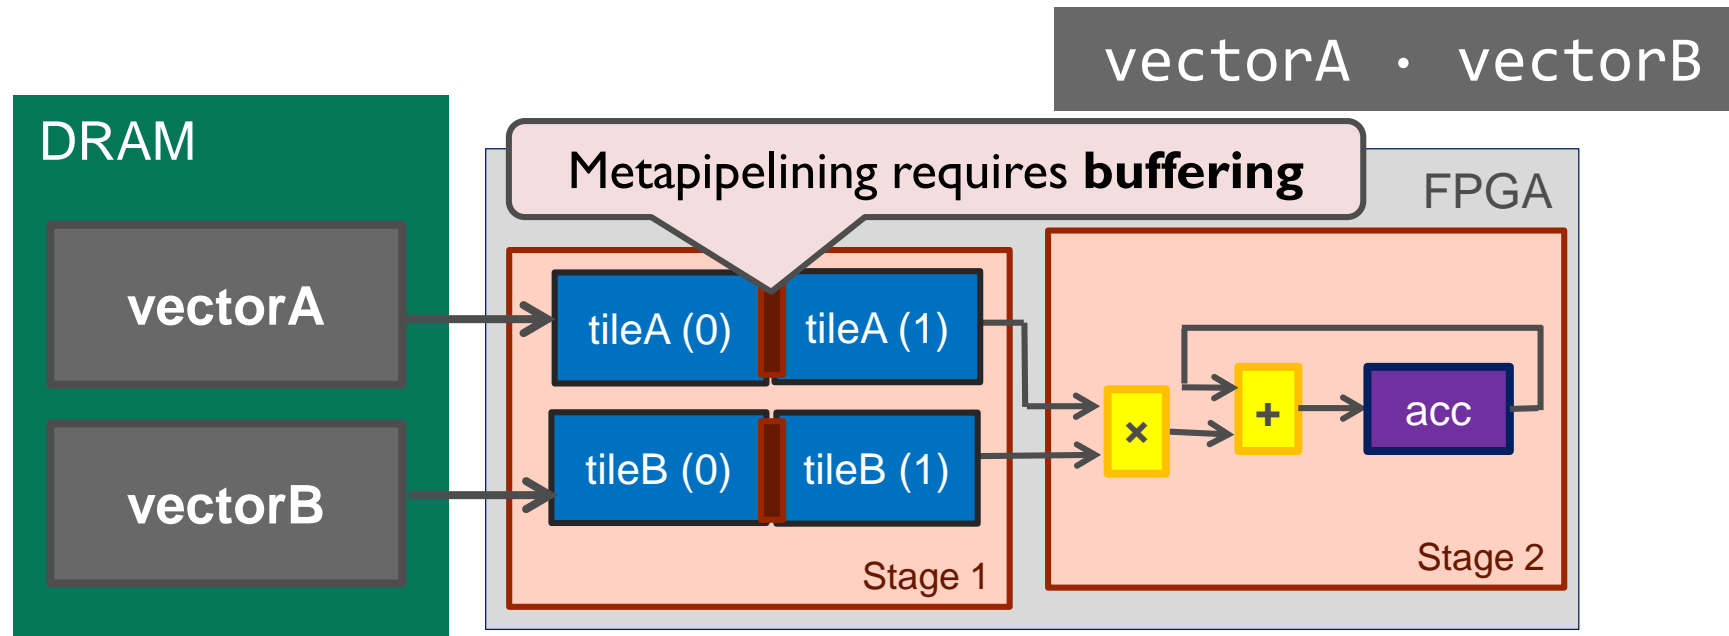 vectorA · vectorB
DRAM
Metapipelining requires buffering
FPGA
vectorA
tileA (0)
tileA (1)
×
+
acc
vectorB
tileB (0)
tileB (1)
Stage 1
Stage 2